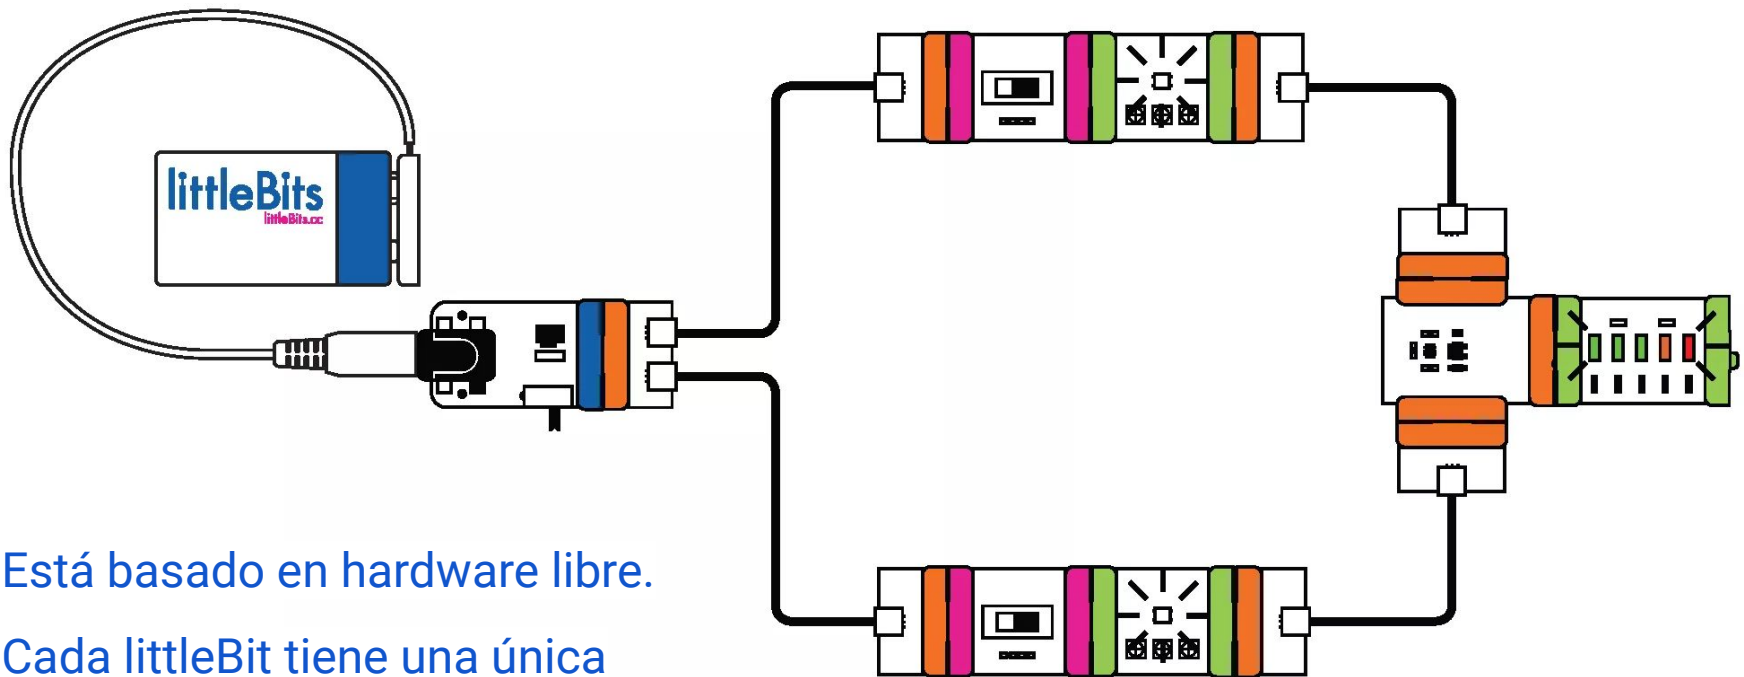 littleBits
littleBits.cc
Está basado en hardware libre.
Cada littleBit tiene una única